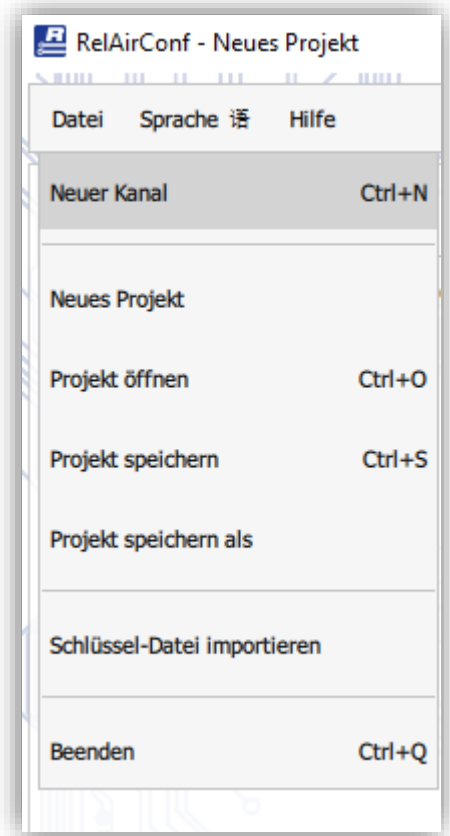 RelAirConf - Neues Projekt
Datei Sprache 语 Hilfe
Neuer Kanal Ctrl+N
Neues Projekt
Projekt öffnen Ctrl+O
Projekt speichern Ctrl+S
Projekt speichern als
Schlüssel-Datei importieren
Beenden Ctrl+Q